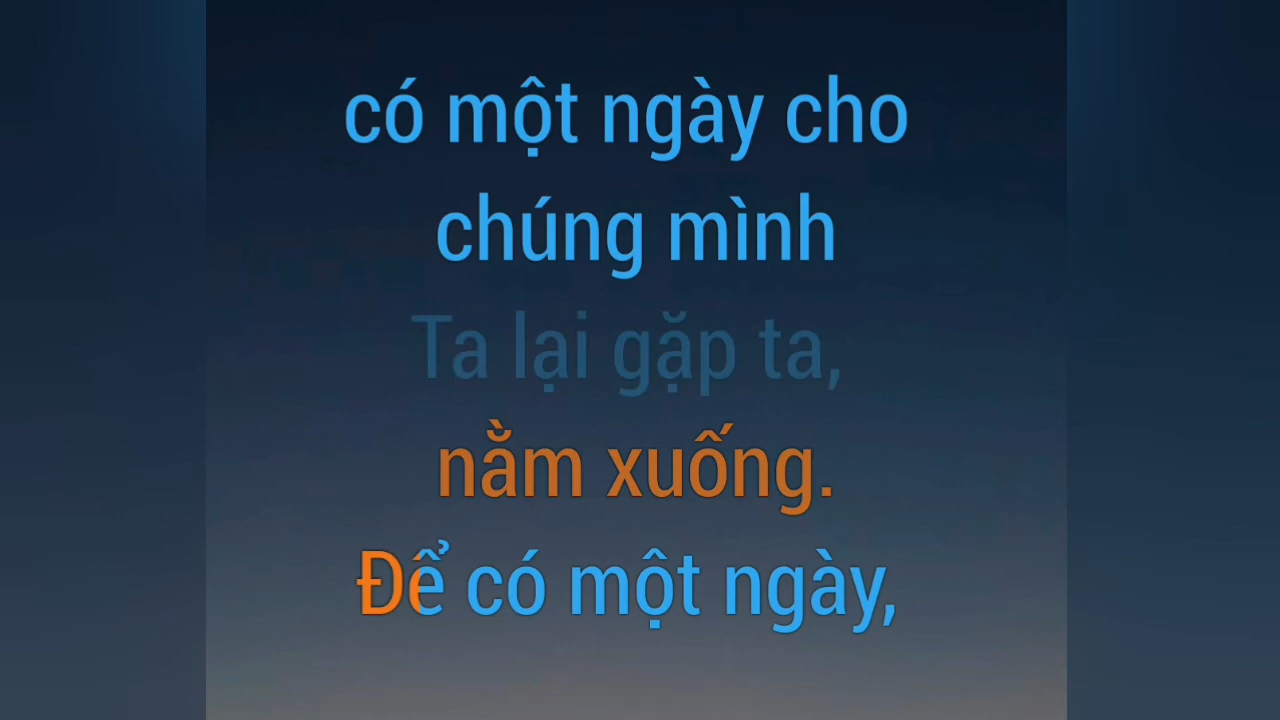 có một ngày cho
chúng mình
Ta lại gặp ta,
nằm xuống.
Để có một ngày,